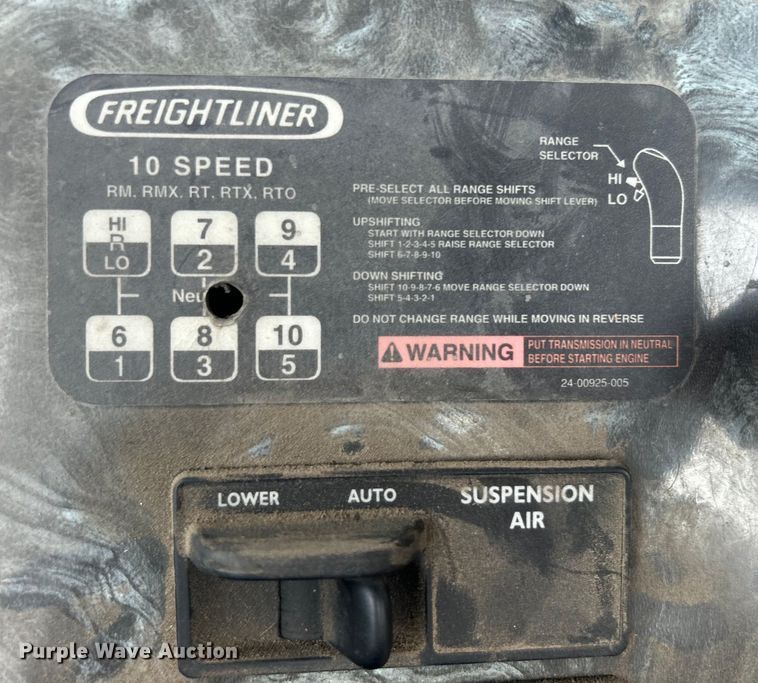 FREIGHTLINER
10 SPEED
RM, RMX, RT, RTX, RTO
HI
R
LO
7
2
9
4
Neu
6
1
8
3
10
5
RANGE
SELECTOR
HI
LO
PRE-SELECT ALL RANGE SHIFTS
(MOVE SELECTOR BEFORE MOVING SHIFT LEVER)
UPSHIFTING
START WITH RANGE SELECTOR DOWN
SHIFT 1-2-3-4-5 RAISE RANGE SELECTOR
SHIFT 6-7-8-9-10
DOWN SHIFTING
SHIFT 10-9-8-7-6 MOVE RANGE SELECTOR DOWN
SHIFT 5-4-3-2-1
DO NOT CHANGE RANGE WHILE MOVING IN REVERSE
WARNING
PUT TRANSMISSION IN NEUTRAL
BEFORE STARTING ENGINE
24-00925-005
LOWER AUTO
SUSPENSION
AIR
Purple Wave Auction